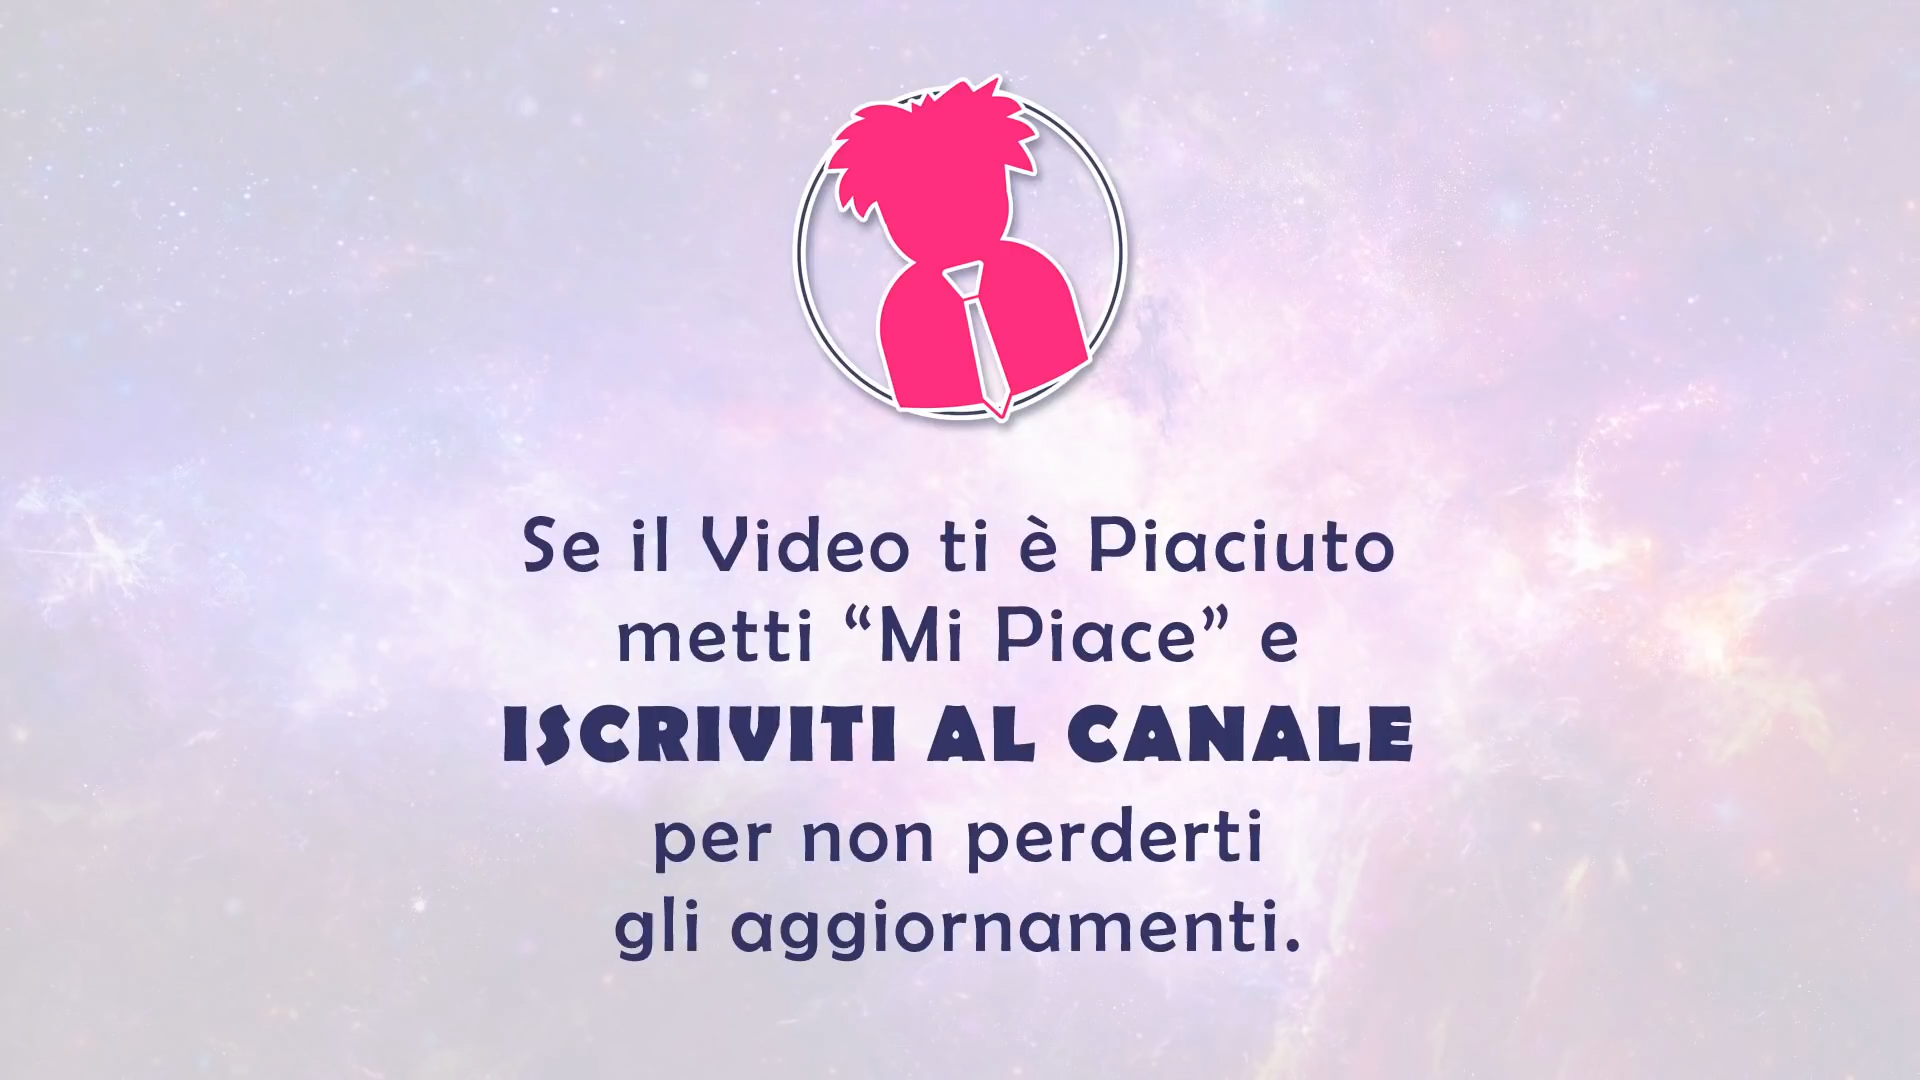 Se il Video ti è Piaciuto
metti “Mi Piace” e
ISCRIVITI AL CANALE
per non perderti
gli aggiornamenti.